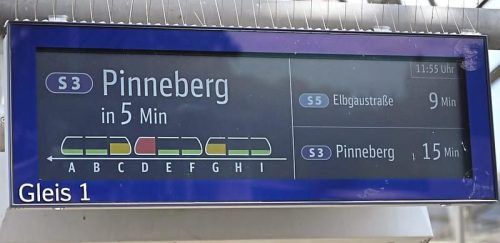 S3 Pinneberg
in 5 Min
A B C D E F G H I
11:55 Uhr
S5 Elbgaustraße 9 Min
S3 Pinneberg 15 Min
Gleis 1